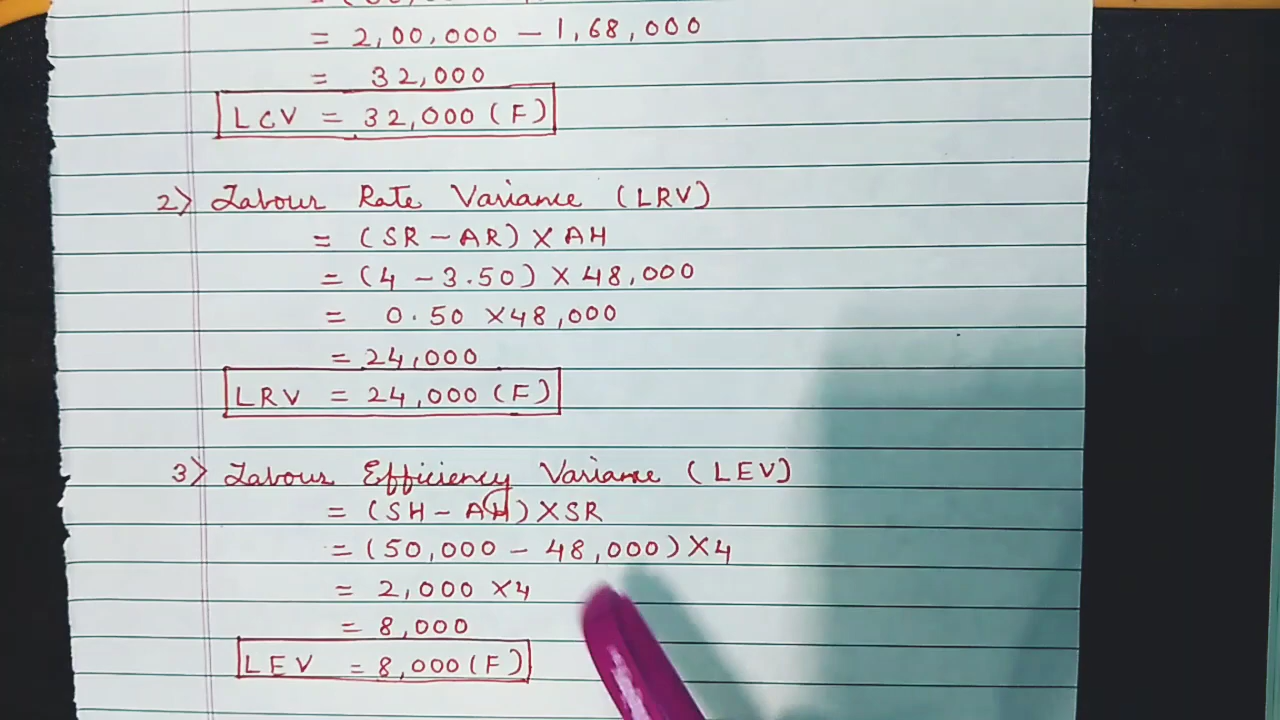 = 2,00,000 - 1,68,000
= 32,000
LCV = 32,000 (F)
2> Labour Rate Variance (LRV)
= (SR - AR) X AH
= (4 - 3.50) X 48,000
= 0.50 X 48,000
= 24,000
LRV = 24,000 (F)
3> Labour Efficiency Variance (LEV)
= (SH - AH) X SR
= (50,000 - 48,000) X 4
= 2,000 X 4
= 8,000
LEV = 8,000 (F)